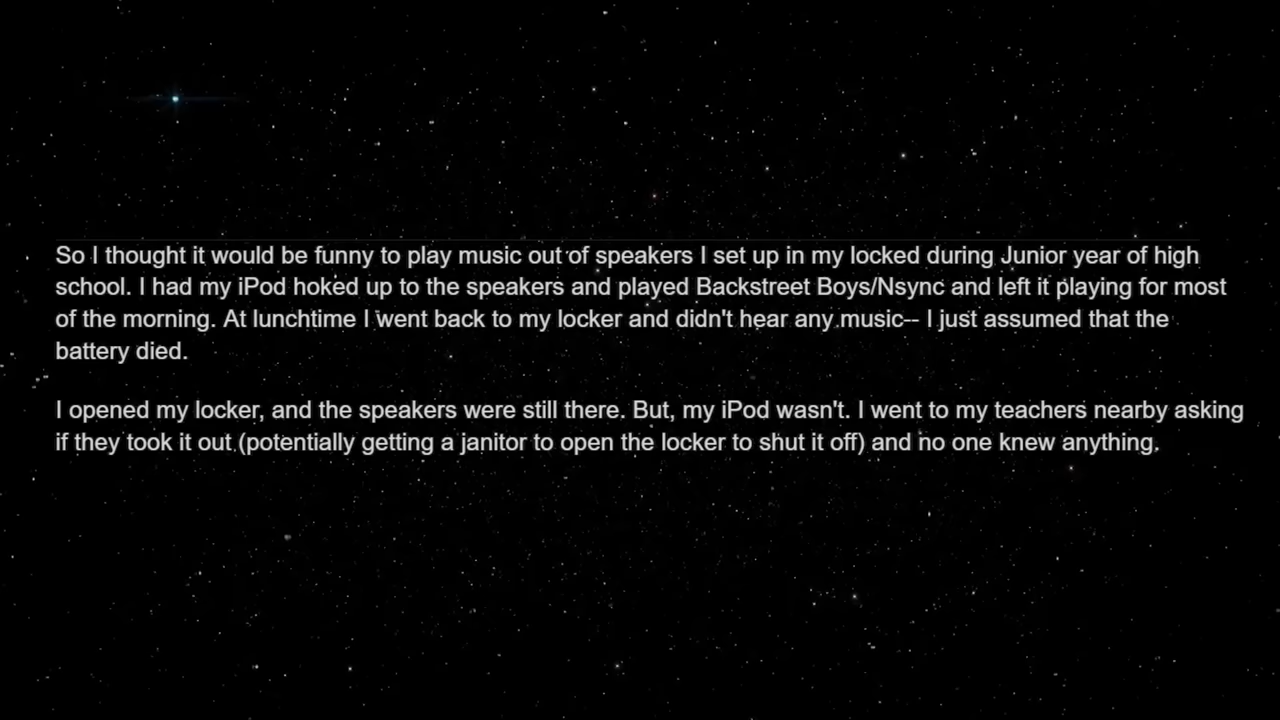 So I thought it would be funny to play music out of speakers I set up in my locked during Junior year of high
school. I had my iPod hoked up to the speakers and played Backstreet Boys/Nsync and left it playing for most
of the morning. At lunchtime I went back to my locker and didn't hear any music-- I just assumed that the
battery died.
I opened my locker, and the speakers were still there. But, my iPod wasn't. I went to my teachers nearby asking
if they took it out (potentially getting a janitor to open the locker to shut it off) and no one knew anything.